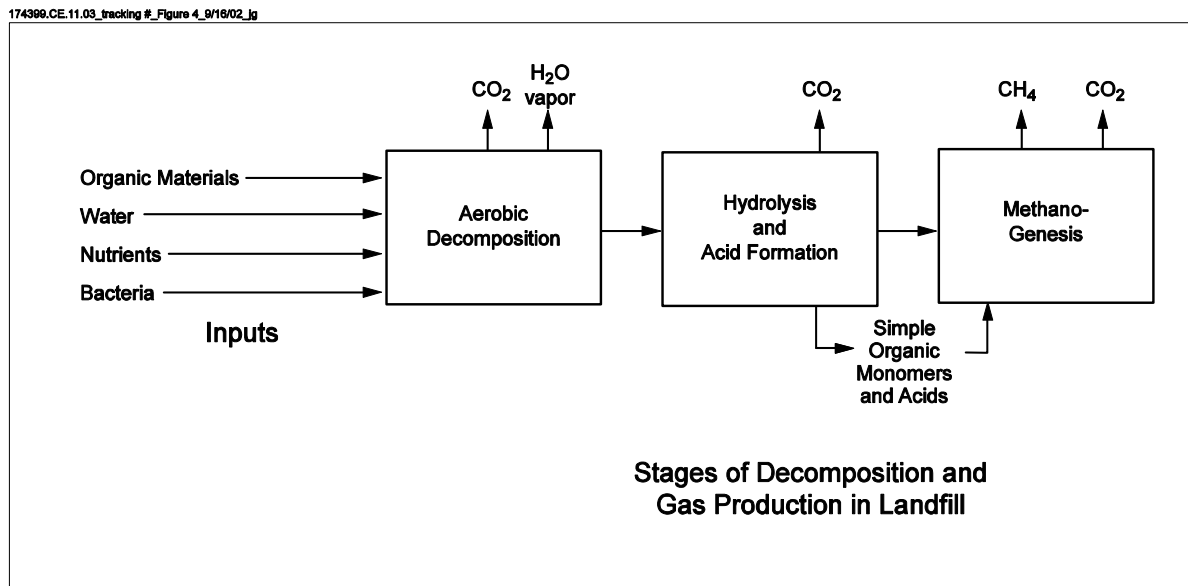 174399.CE.11.03_tracking #_Figure 4_9/16/02_jg
CO₂
H₂O
vapor
CO₂
CH₄
CO₂
Organic Materials
Water
Nutrients
Bacteria
Inputs
Aerobic
Decomposition
Hydrolysis
and
Acid Formation
Methano-
Genesis
Simple
Organic
Monomers
and Acids
Stages of Decomposition and
Gas Production in Landfill